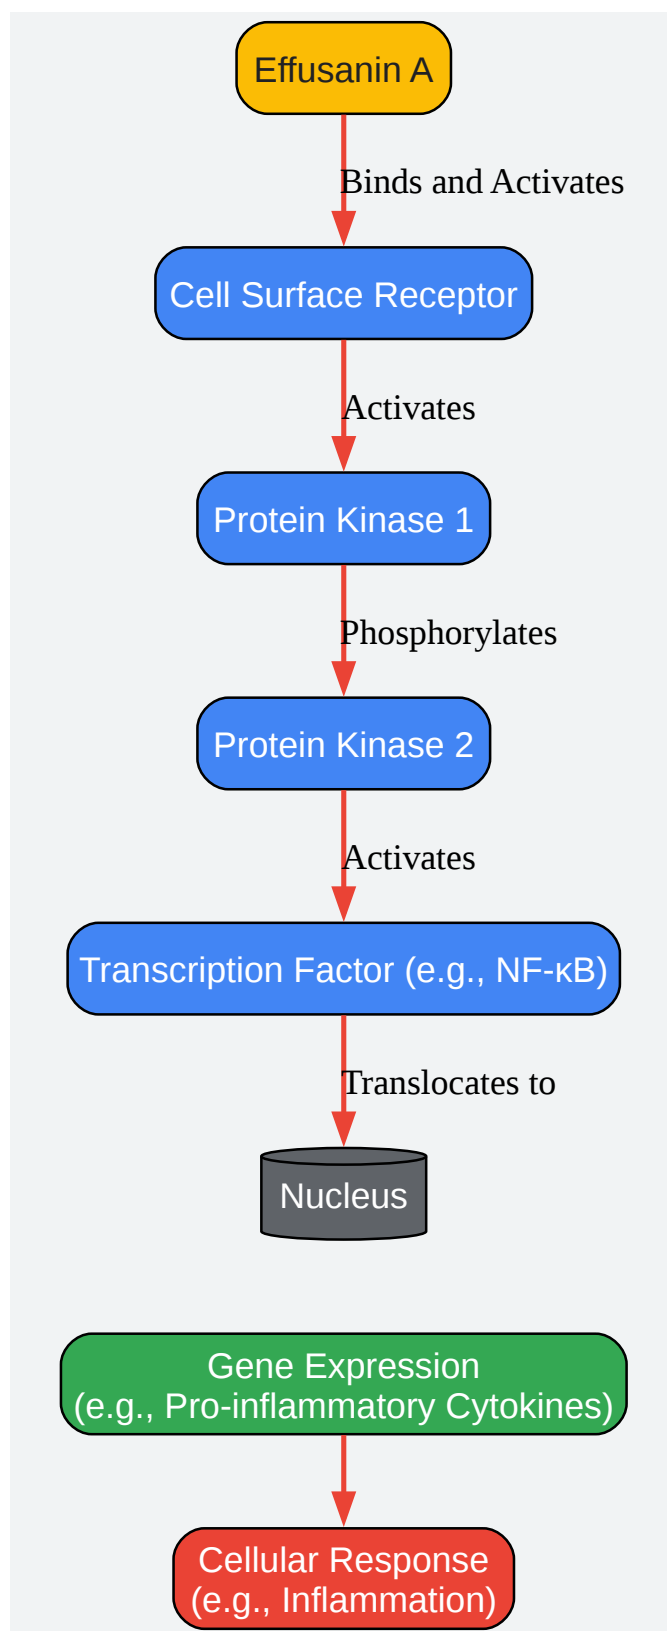 Effusanin A
Binds and Activates
Cell Surface Receptor
Activates
Protein Kinase 1
Phosphorylates
Protein Kinase 2
Activates
Transcription Factor (e.g., NF-κB)
Translocates to
Nucleus
Gene Expression
(e.g., Pro-inflammatory Cytokines)
Cellular Response
(e.g., Inflammation)